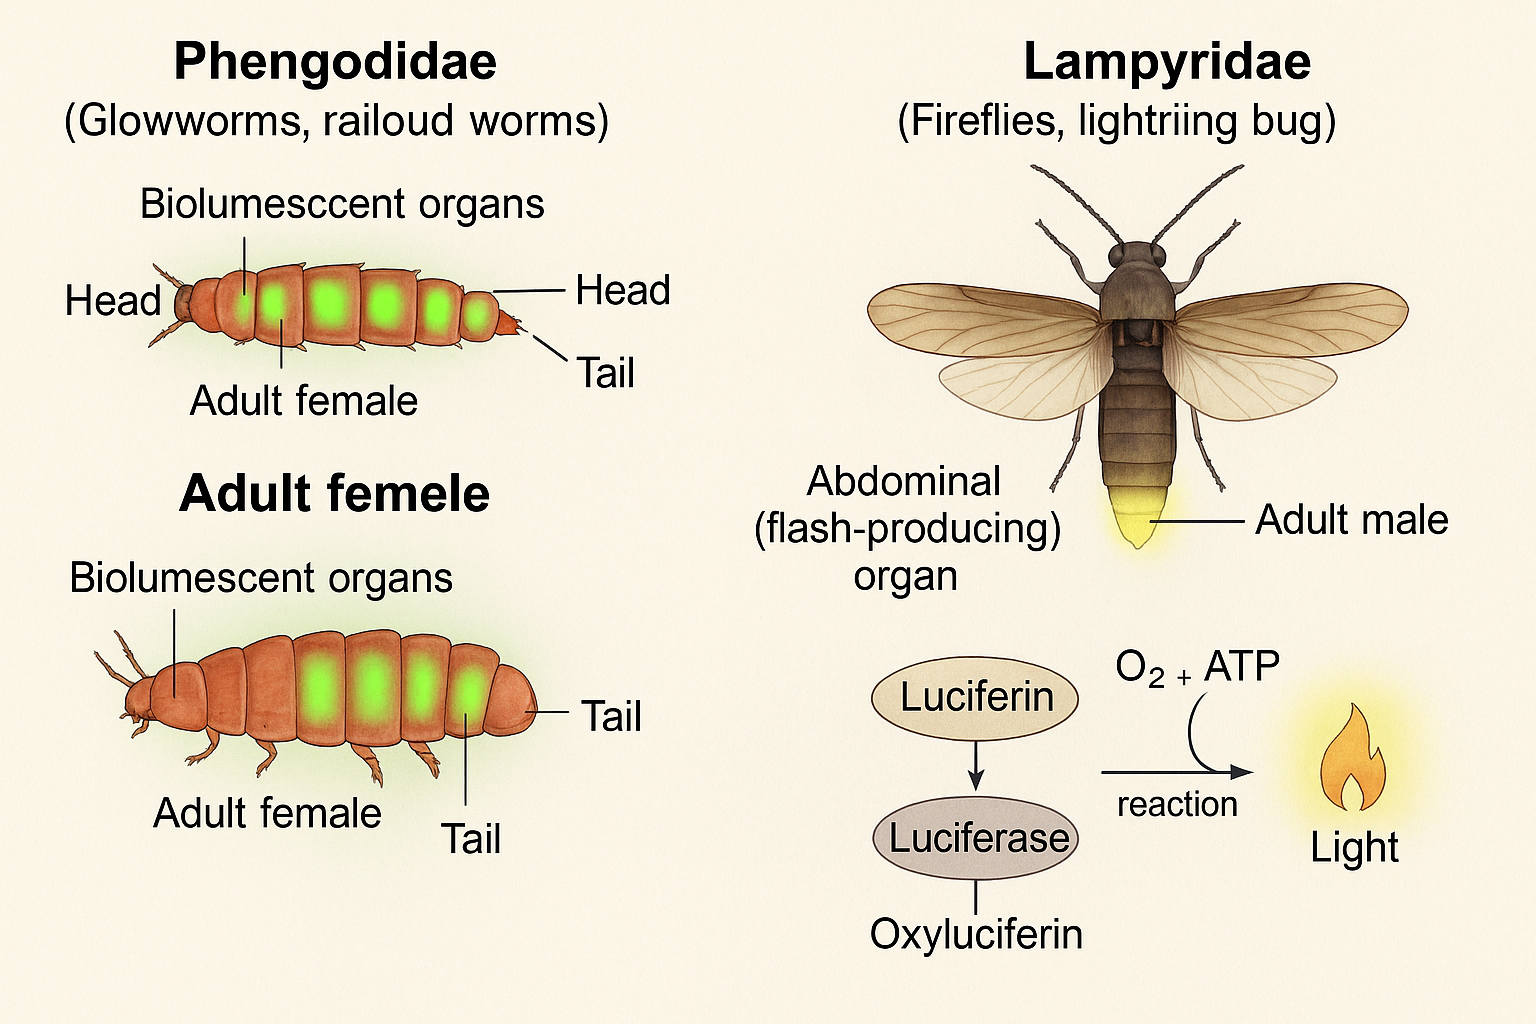 Phengodidae
(Glowworms, railoud worms)
Biolumesccent organs
Head
Head
Tail
Adult female
Adult femele
Biolumescent organs
Tail
Adult female
Tail
Lampyridae
(Fireflies, lightriing bug)
Abdominal
(flash-producing)
organ
Adult male
Luciferin
O₂ + ATP
reaction
Luciferase
Light
Oxyluciferin